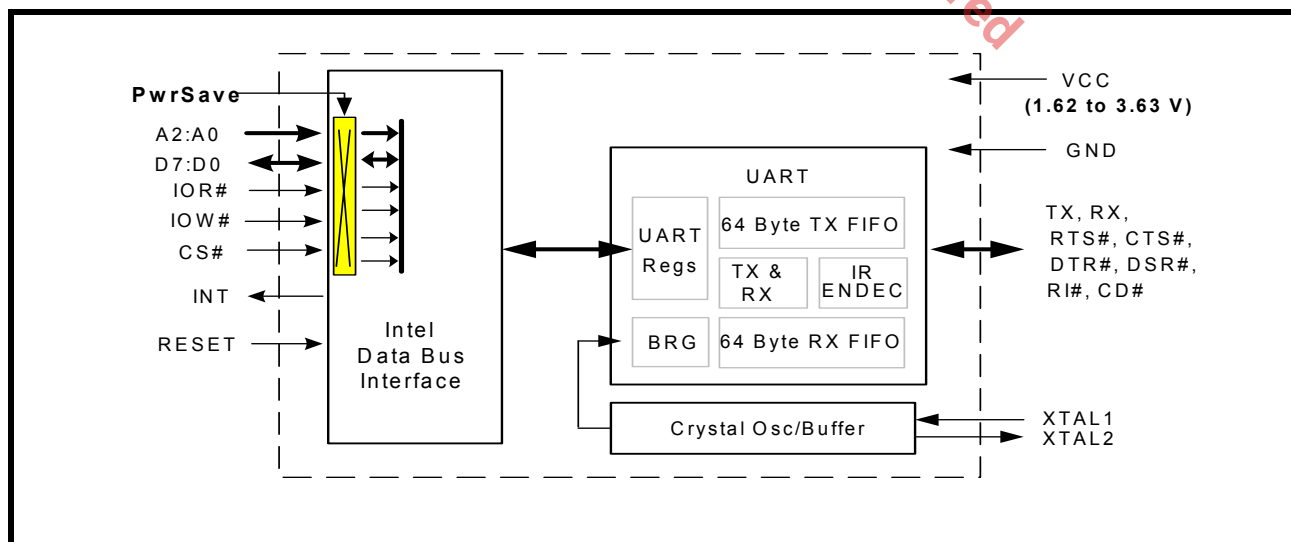 PwrSave
A2:A0
D7:D0
IOR#
IOW#
CS#
INT
RESET
Intel
Data Bus
Interface
UART
UART
Regs
64 Byte TX FIFO
TX &
RX
IR
ENDEC
BRG
64 Byte RX FIFO
Crystal Osc/Buffer
VCC
(1.62 to 3.63 V)
GND
TX, RX,
RTS#, CTS#,
DTR#, DSR#,
RI#, CD#
XTAL1
XTAL2